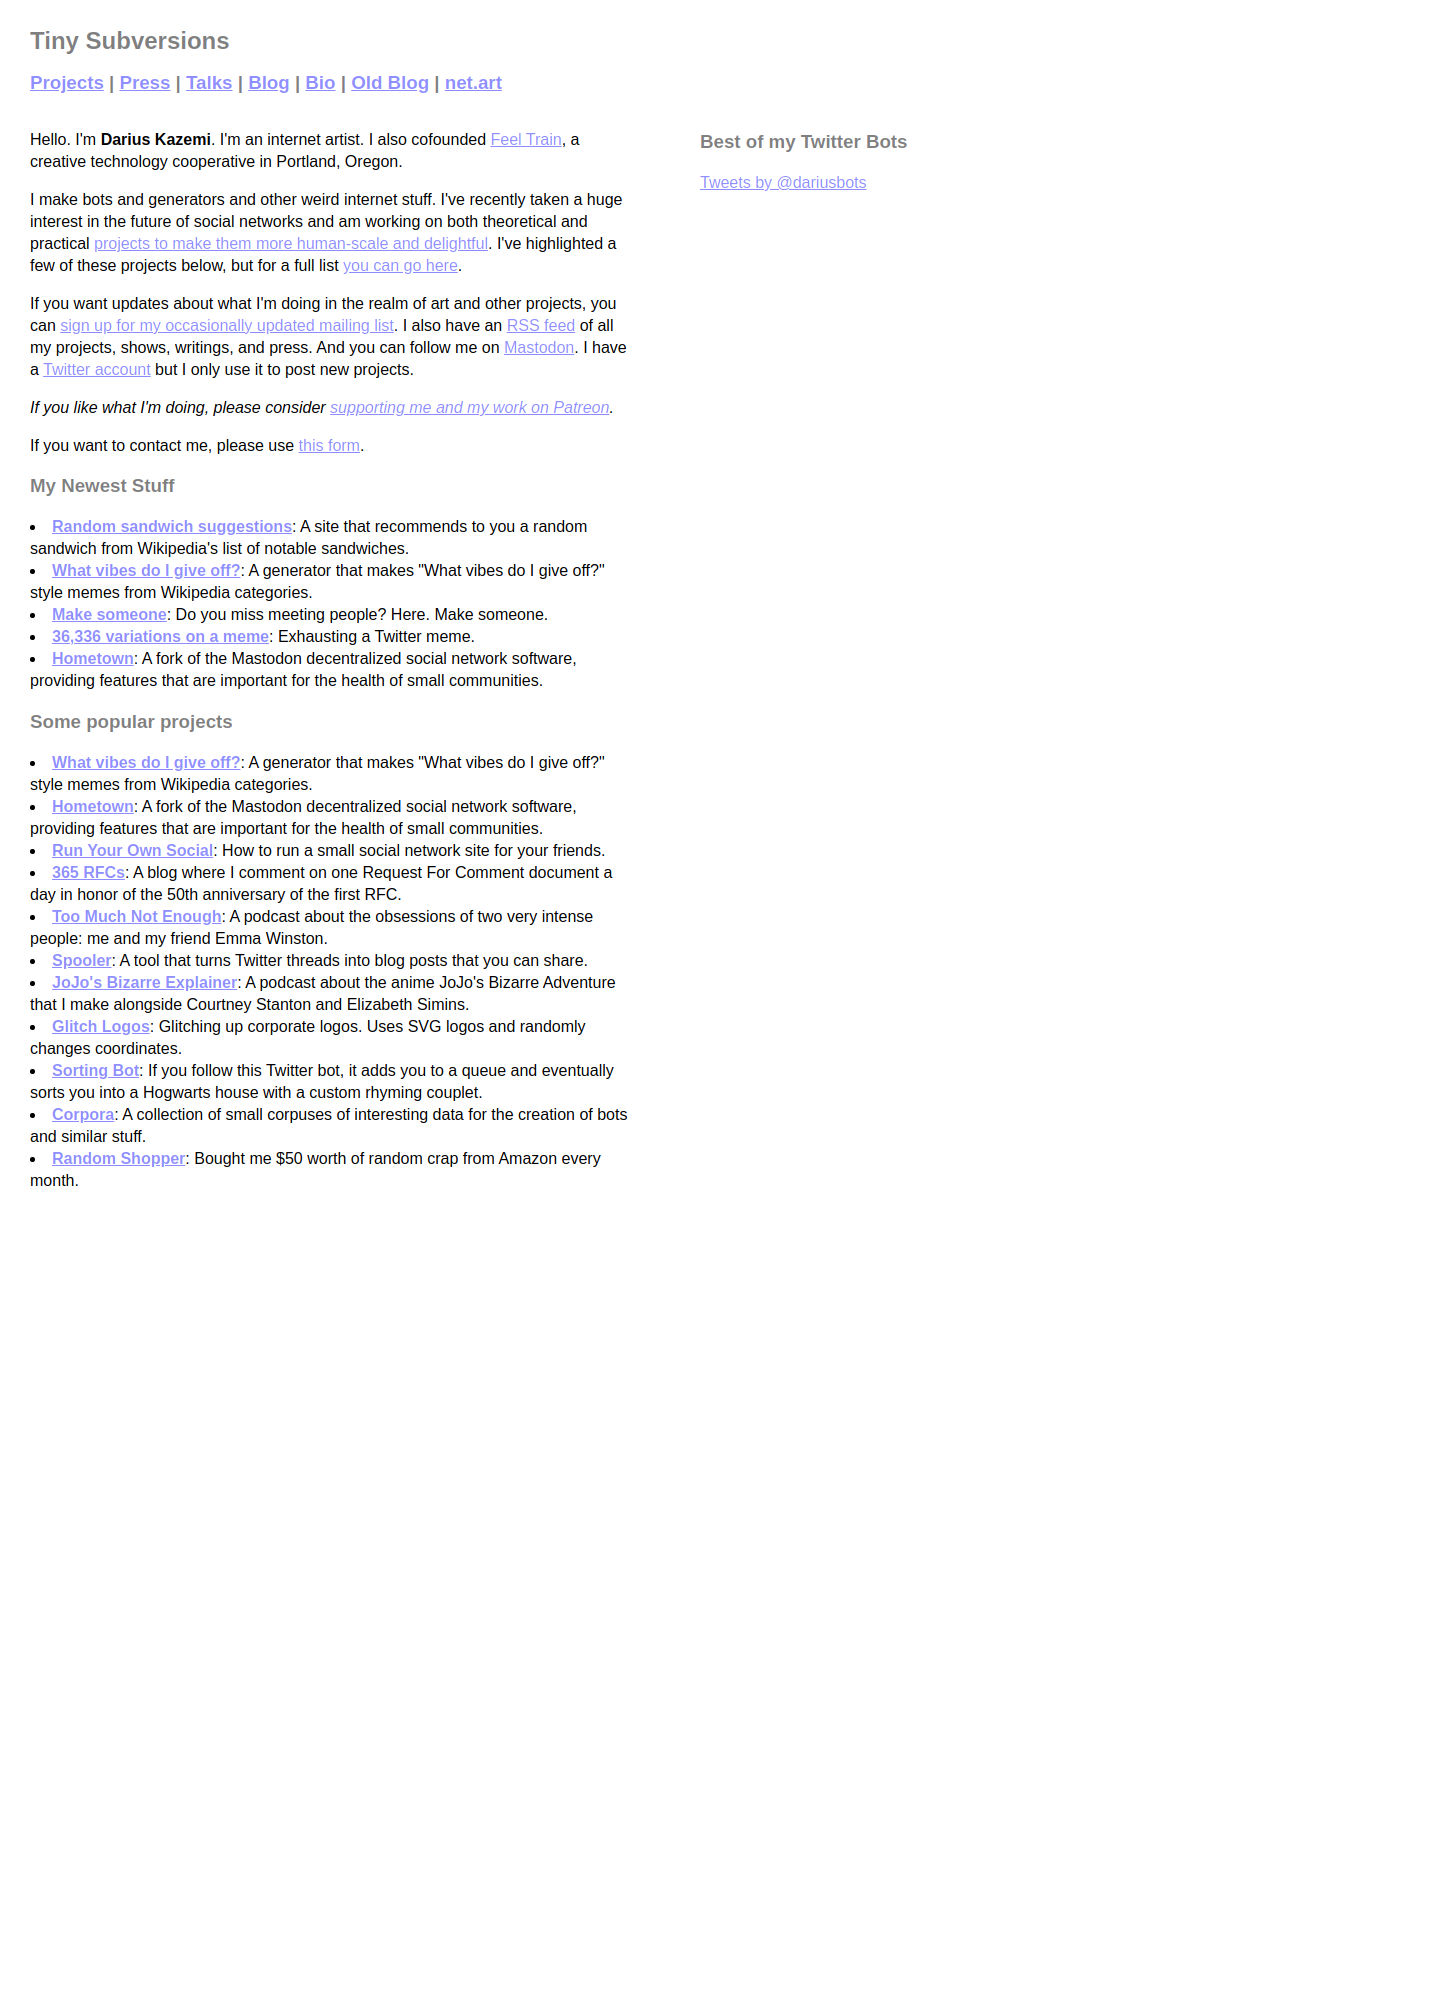 Tiny Subversions
Projects | Press | Talks | Blog | Bio | Old Blog | net.art
Hello. I'm Darius Kazemi. I'm an internet artist. I also cofounded Feel Train, a
creative technology cooperative in Portland, Oregon.
I make bots and generators and other weird internet stuff. I've recently taken a huge
interest in the future of social networks and am working on both theoretical and
practical projects to make them more human-scale and delightful. I've highlighted a
few of these projects below, but for a full list you can go here.
If you want updates about what I'm doing in the realm of art and other projects, you
can sign up for my occasionally updated mailing list. I also have an RSS feed of all
my projects, shows, writings, and press. And you can follow me on Mastodon. I have
a Twitter account but I only use it to post new projects.
If you like what I'm doing, please consider supporting me and my work on Patreon.
If you want to contact me, please use this form.
My Newest Stuff
• Random sandwich suggestions: A site that recommends to you a random
sandwich from Wikipedia's list of notable sandwiches.
• What vibes do I give off?: A generator that makes "What vibes do I give off?"
style memes from Wikipedia categories.
• Make someone: Do you miss meeting people? Here. Make someone.
• 36,336 variations on a meme: Exhausting a Twitter meme.
• Hometown: A fork of the Mastodon decentralized social network software,
providing features that are important for the health of small communities.
Some popular projects
• What vibes do I give off?: A generator that makes "What vibes do I give off?"
style memes from Wikipedia categories.
• Hometown: A fork of the Mastodon decentralized social network software,
providing features that are important for the health of small communities.
• Run Your Own Social: How to run a small social network site for your friends.
• 365 RFCs: A blog where I comment on one Request For Comment document a
day in honor of the 50th anniversary of the first RFC.
• Too Much Not Enough: A podcast about the obsessions of two very intense
people: me and my friend Emma Winston.
• Spooler: A tool that turns Twitter threads into blog posts that you can share.
• JoJo's Bizarre Explainer: A podcast about the anime JoJo's Bizarre Adventure
that I make alongside Courtney Stanton and Elizabeth Simins.
• Glitch Logos: Glitching up corporate logos. Uses SVG logos and randomly
changes coordinates.
• Sorting Bot: If you follow this Twitter bot, it adds you to a queue and eventually
sorts you into a Hogwarts house with a custom rhyming couplet.
• Corpora: A collection of small corpuses of interesting data for the creation of bots
and similar stuff.
• Random Shopper: Bought me $50 worth of random crap from Amazon every
month.
Best of my Twitter Bots
Tweets by @dariusbots